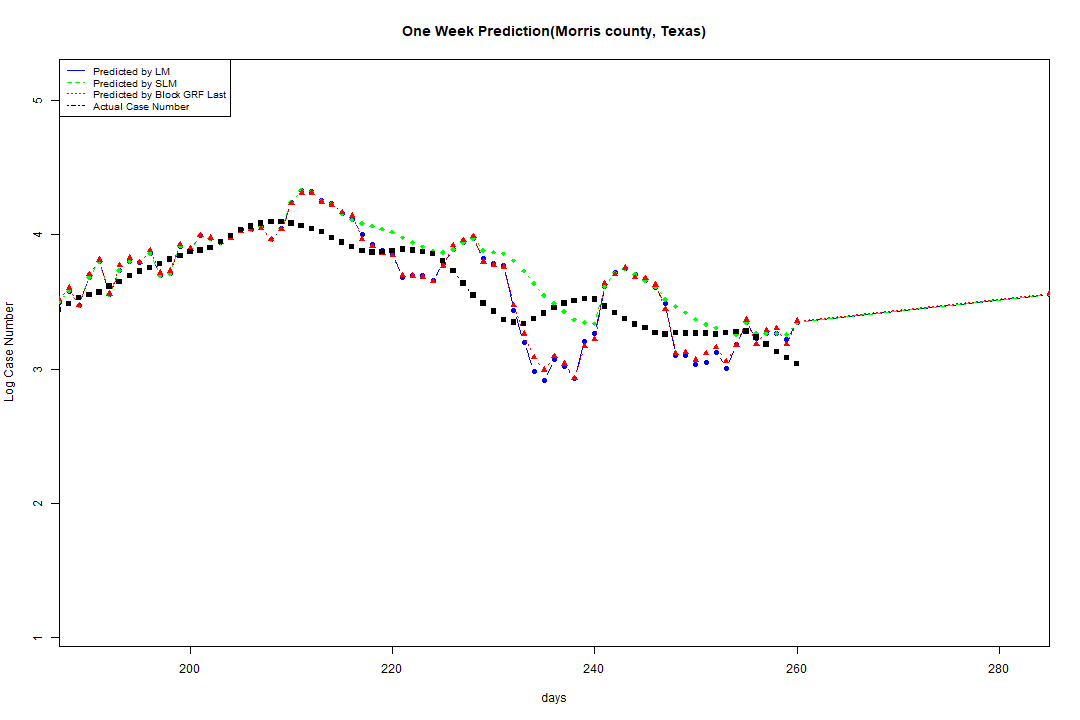 One Week Prediction(Morris county, Texas)
Predicted by LM
Predicted by SLM
Predicted by Block GRF Last
Actual Case Number
5
4
3
2
1
Log Case Number
200 220 240 260 280
days